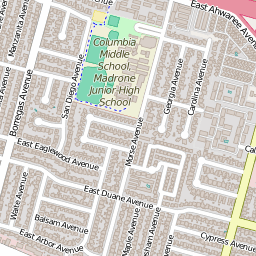 East Ahwanee Avenue
Manzanita Avenue
Columbia
Middle
School,
Madrone
Junior High
School
San Diego Avenue
Borregas Avenue
Georgia Avenue
Carolina Avenue
Morse Avenue
East Eaglewood Avenue
East Duane Avenue
Waite Avenue
Balsam Avenue
East Arbor Avenue
Maple Avenue
Cypress Avenue